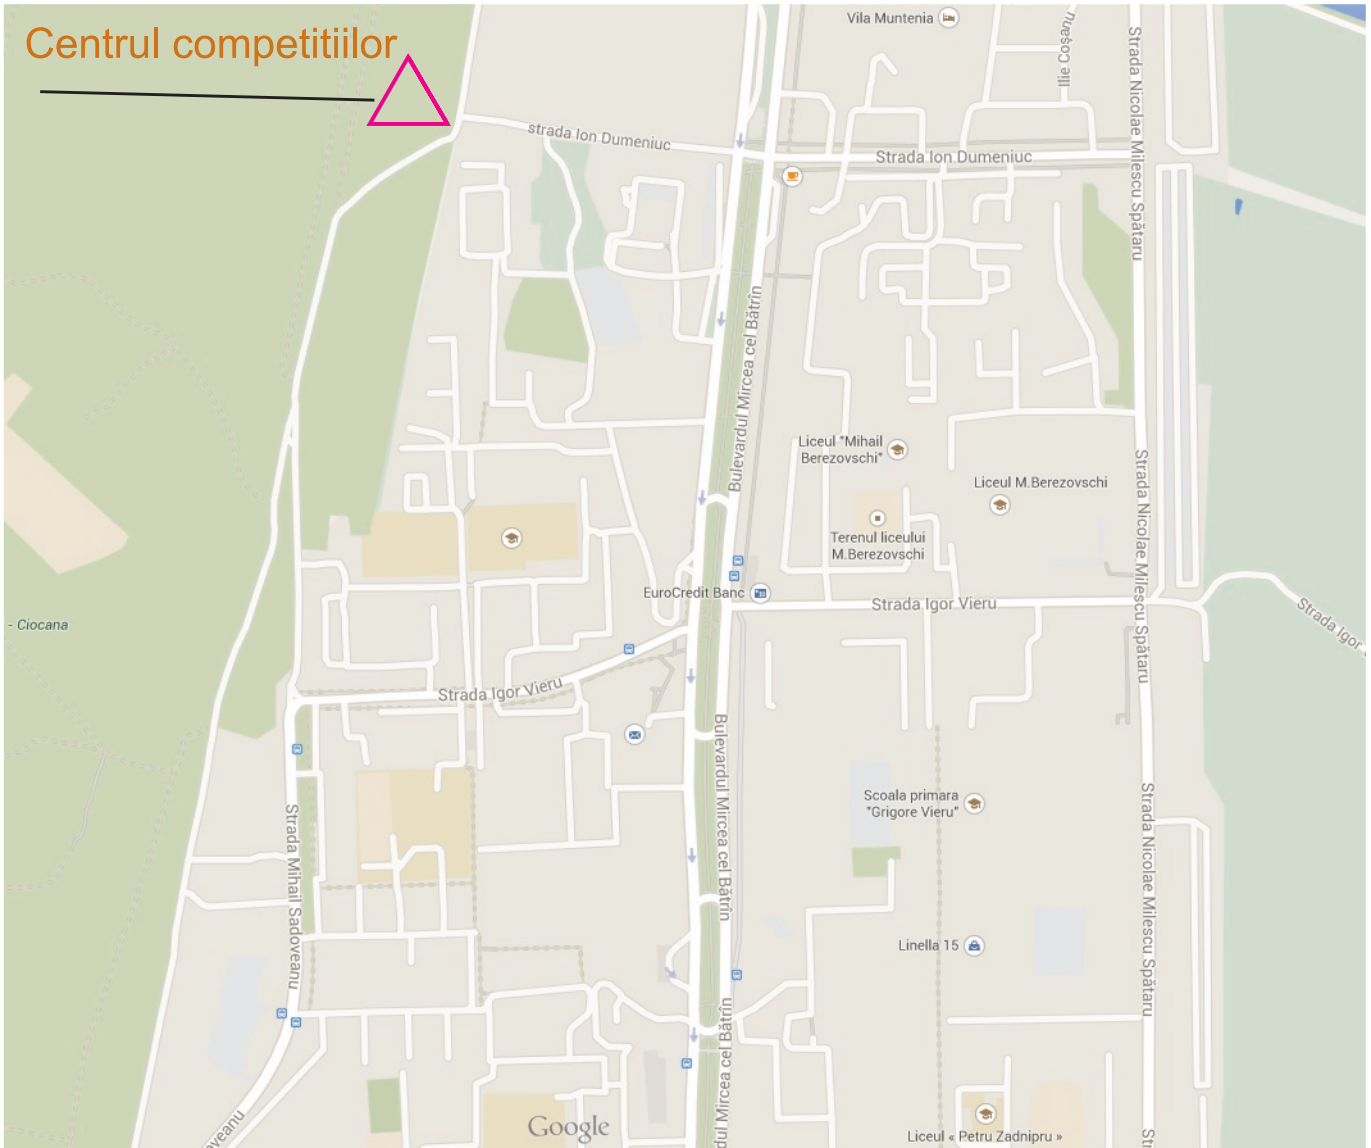 Centrul competitiilor
Vila Muntenia
Ilie Coșanu
Strada Nicolae Milescu Spătaru
strada Ion Dumeniuc
Strada Ion Dumeniuc
Bulevardul Mircea cel Bătrîn
Liceul "Mihail
Berezovschi"
Liceul M.Berezovschi
Terenul liceului
M.Berezovschi
Strada Nicolae Milescu Spătaru
EuroCredit Banc
Strada Igor Vieru
Strada Igor
- Ciocana
Strada Igor Vieru
Bulevardul Mircea cel Bătrîn
Scoala primara
"Grigore Vieru"
Strada Nicolae Milescu Spătaru
Strada Mihail Sadoveanu
Linella 15
dul Mircea cel Bătrîn
oveanu
Google
Liceul « Petru Zadnipru »